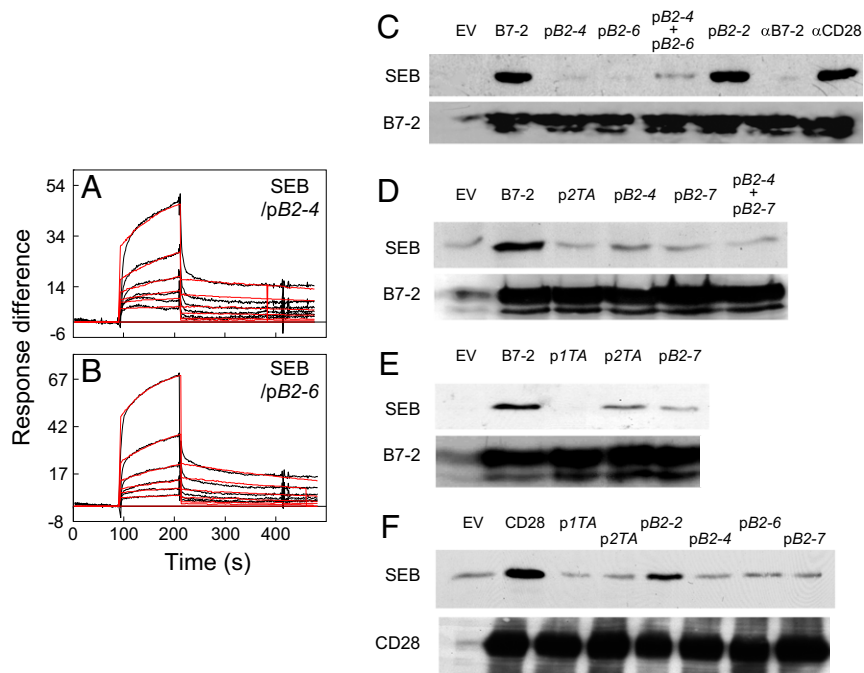 A
SEB
/pB2-4
54
34
14
-6
100
200
400
B
SEB
/pB2-6
67
42
17
-8
0
100
200
400
Response difference
Time (s)
C
EV B7-2 pB2-4 pB2-6 pB2-4 + pB2-6 pB2-2 αB7-2 αCD28
SEB
B7-2
D
EV B7-2 p2TA pB2-4 pB2-7 pB2-4 + pB2-7
SEB
B7-2
E
EV B7-2 p1TA p2TA pB2-7
SEB
B7-2
F
EV CD28 p1TA p2TA pB2-2 pB2-4 pB2-6 pB2-7
SEB
CD28